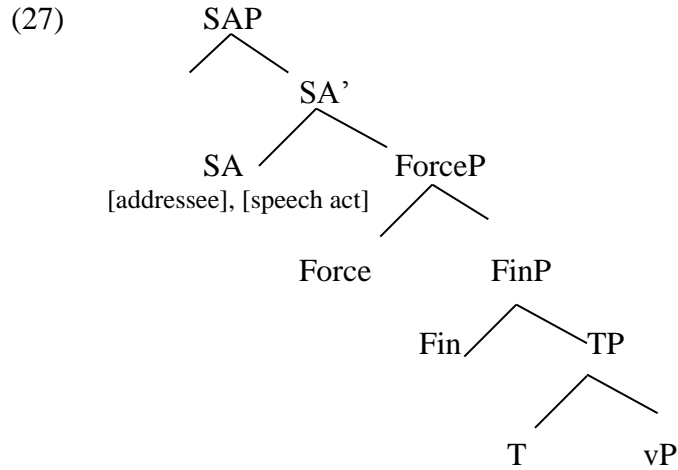 (27) SAP
SA’
SA ForceP
[addressee], [speech act]
Force FinP
Fin TP
T vP